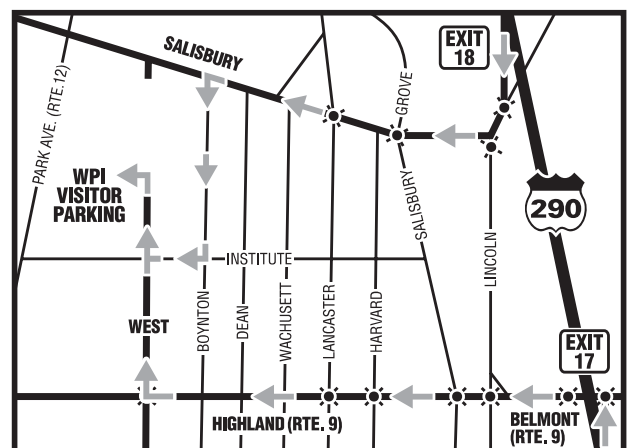 SALISBURY
EXIT
18
PARK AVE. (RTE.12)
GROVE
WPI
VISITOR
PARKING
290
SALISBURY
INSTITUTE
LINCOLN
WEST
BOYNTON
DEAN
WACHUSETT
LANCASTER
HARVARD
EXIT
17
HIGHLAND (RTE. 9)
BELMONT
(RTE. 9)